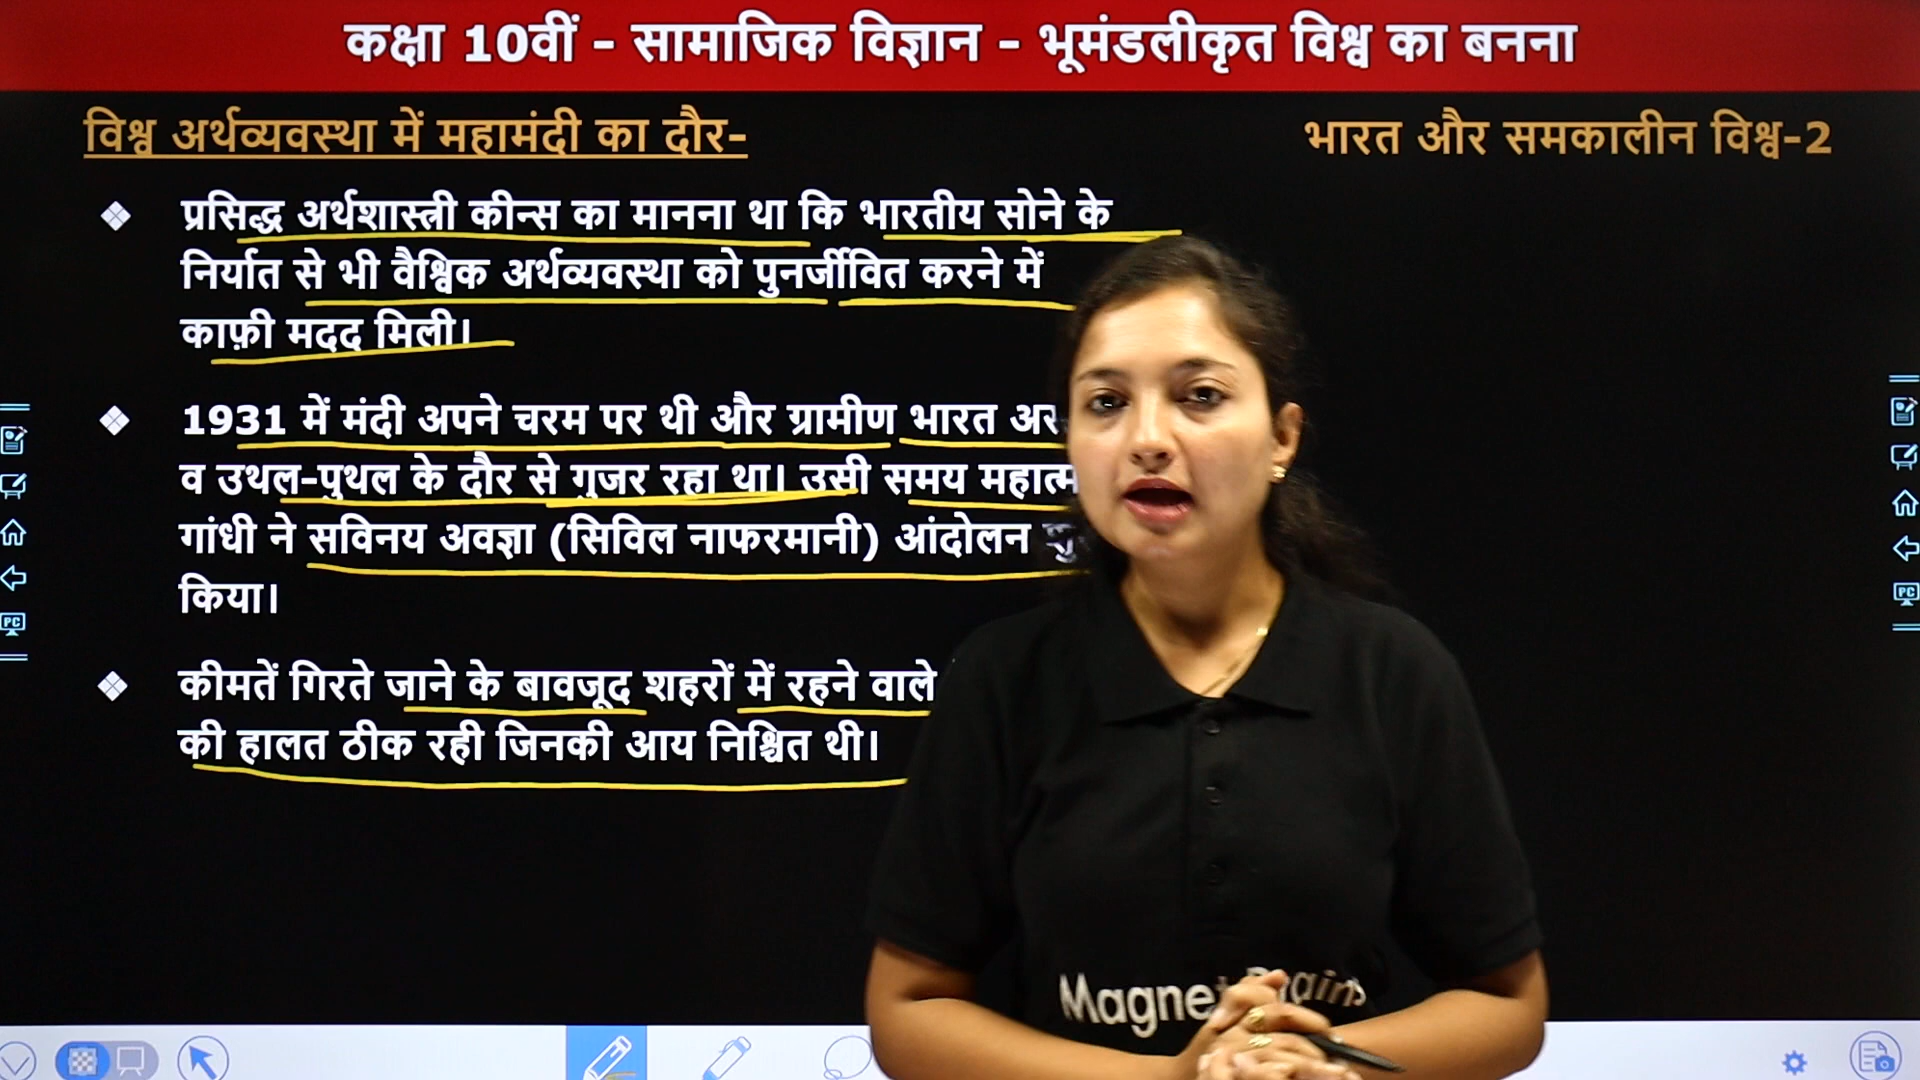 कक्षा 10वीं - सामाजिक विज्ञान - भूमंडलीकृत विश्व का बनना
विश्व अर्थव्यवस्था में महामंदी का दौर-
भारत और समकालीन विश्व-2
❖ प्रसिद्ध अर्थशास्त्री कीन्स का मानना था कि भारतीय सोने के
निर्यात से भी वैश्विक अर्थव्यवस्था को पुनर्जीवित करने में
काफ़ी मदद मिली।
❖ 1931 में मंदी अपने चरम पर थी और ग्रामीण भारत
व उथल-पुथल के दौर से गुजर रहा था। उसी समय
गांधी ने सविनय अवज्ञा (सिविल नाफरमानी) आंदोलन
किया।
❖ कीमतें गिरते जाने के बावजूद शहरों में रहने वाले
की हालत ठीक रही जिनकी आय निश्चित थी।
PC
PC